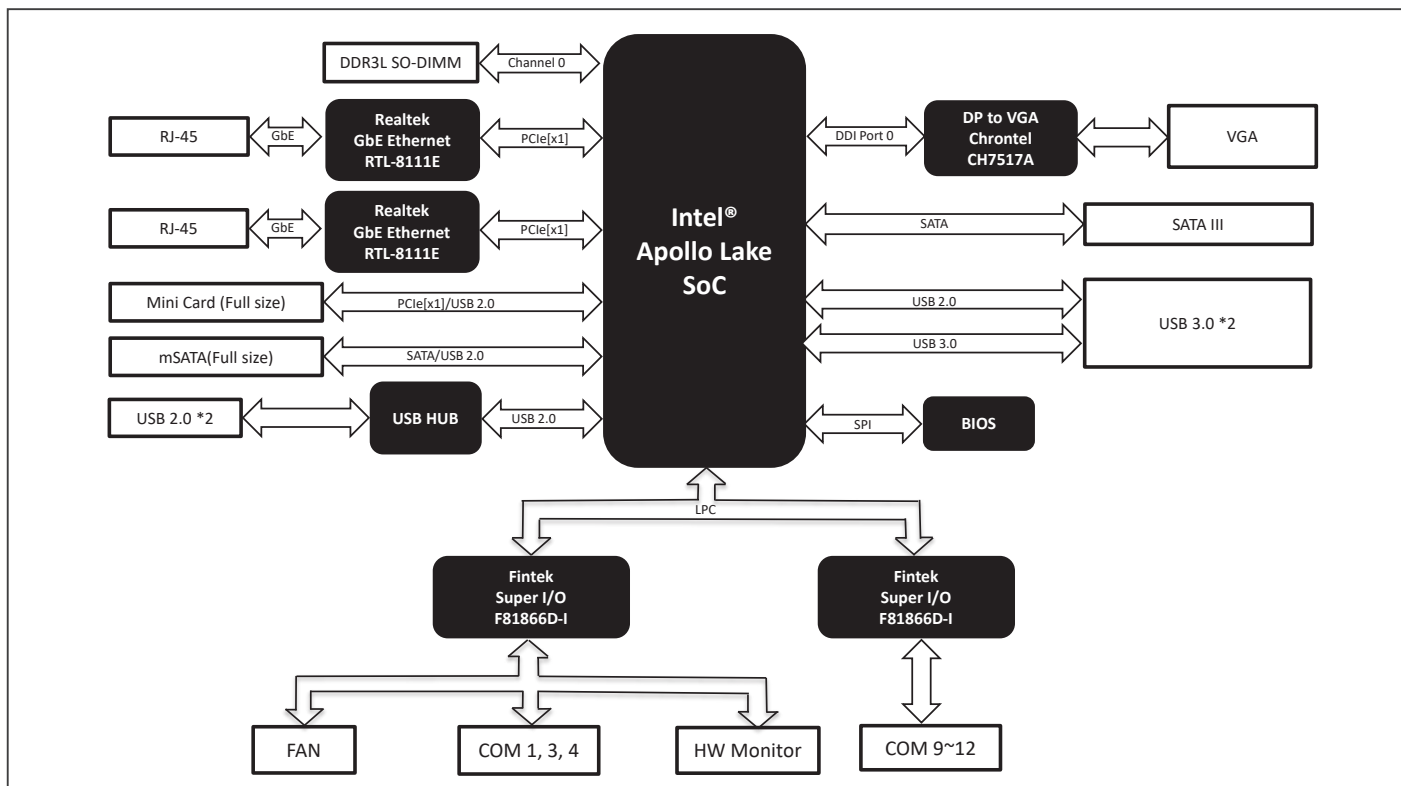 DDR3L SO-DIMM
Channel 0
RJ-45
GbE
Realtek
GbE Ethernet
RTL-8111E
PCIe[x1]
RJ-45
GbE
Realtek
GbE Ethernet
RTL-8111E
PCIe[x1]
Mini Card (Full size)
PCIe[x1]/USB 2.0
mSATA(Full size)
SATA/USB 2.0
USB 2.0 *2
USB HUB
USB 2.0
Intel®
Apollo Lake
SoC
DDI Port 0
DP to VGA
Chrontel
CH7517A
VGA
SATA
SATA III
USB 2.0
USB 3.0
USB 3.0 *2
SPI
BIOS
LPC
Fintek
Super I/O
F81866D-I
Fintek
Super I/O
F81866D-I
FAN
COM 1, 3, 4
HW Monitor
COM 9~12